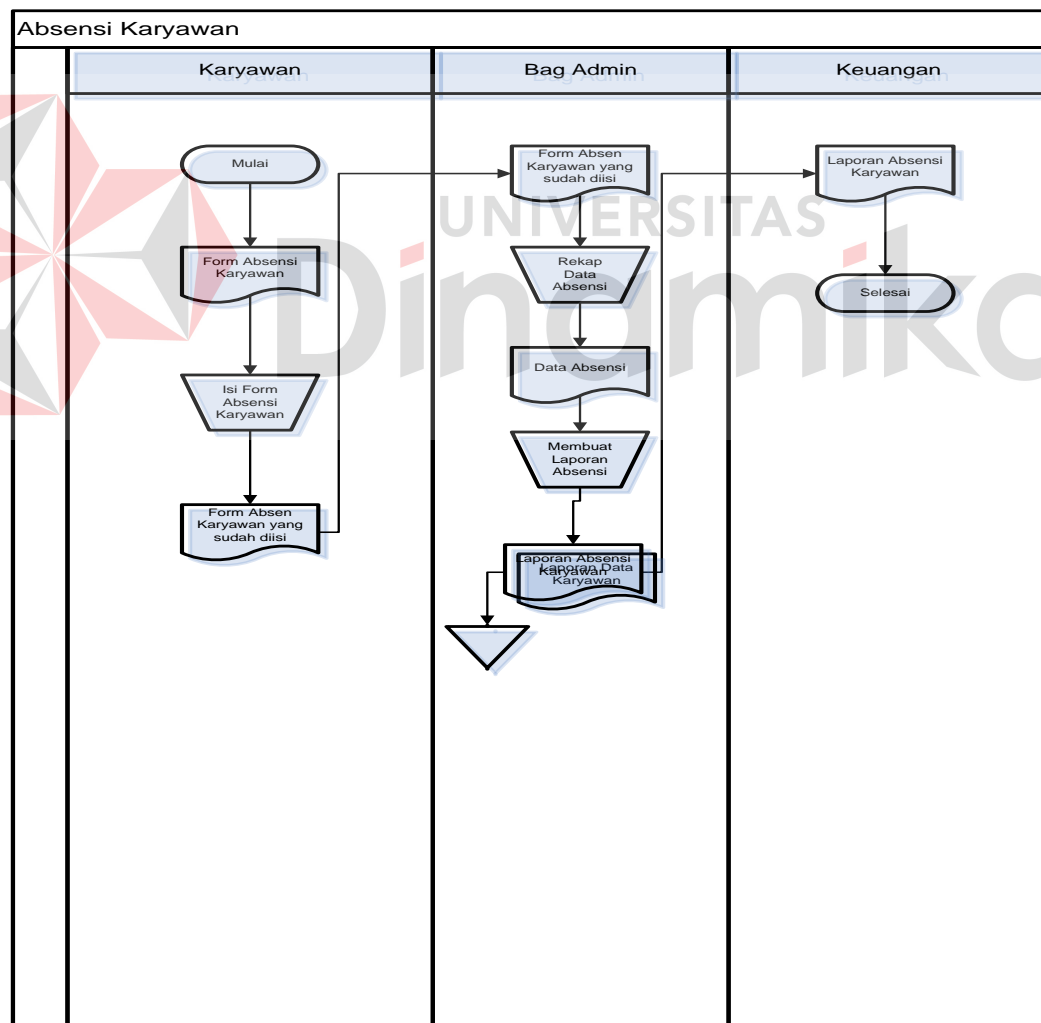 Absensi Karyawan
Karyawan
Bag Admin
Keuangan
Mulai
Form Absensi
Karyawan
Isi Form
Absensi
Karyawan
Form Absen
Karyawan yang
sudah diisi
Form Absen
Karyawan yang
sudah diisi
Rekap
Data
Absensi
Data Absensi
Membuat
Laporan
Absensi
Laporan Absensi
Karyawan
Laporan Data
Karyawan
Laporan Absensi
Karyawan
Selesai
UNIVERSITAS
Dinamika